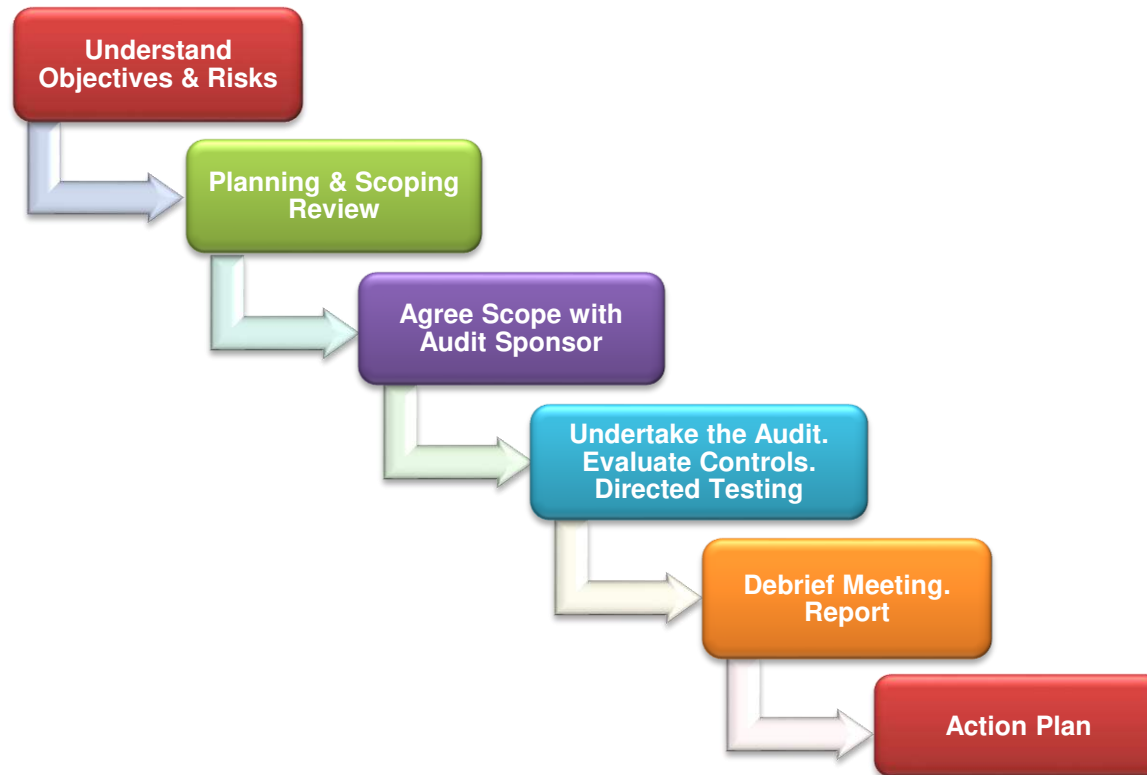 Understand
Objectives & Risks
Planning & Scoping
Review
Agree Scope with
Audit Sponsor
Undertake the Audit.
Evaluate Controls.
Directed Testing
Debrief Meeting.
Report
Action Plan